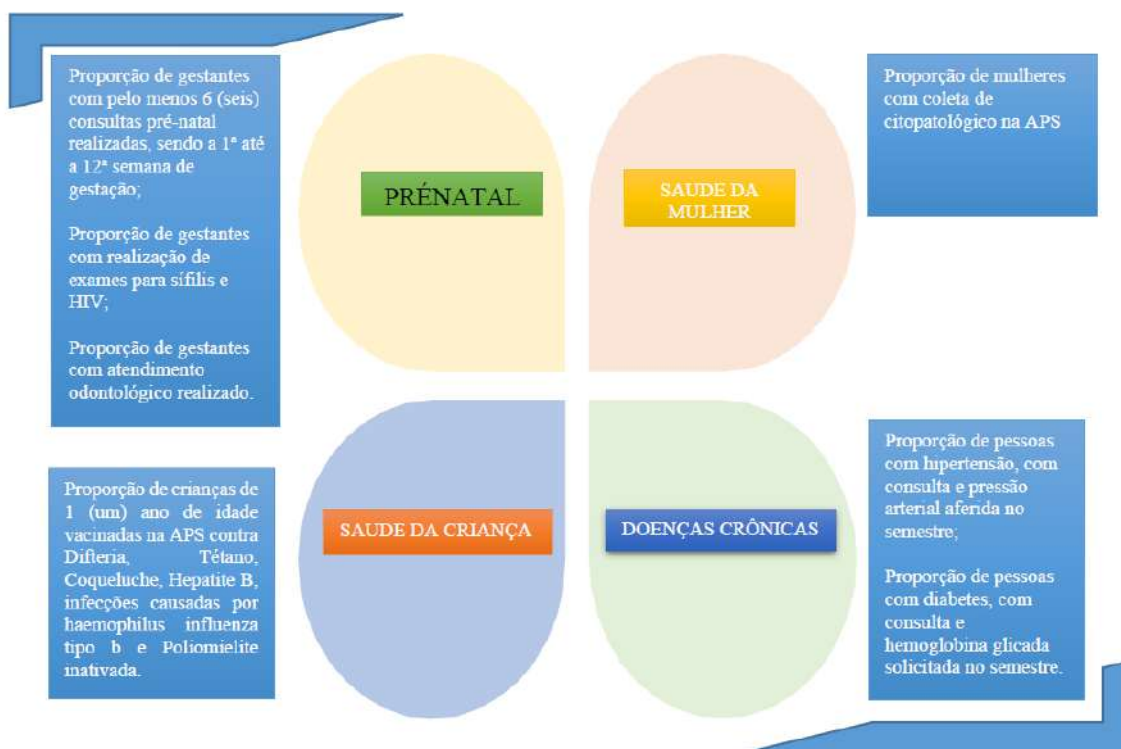 Proporção de gestantes
com pelo menos 6 (seis)
consultas pré-natal
realizadas, sendo a 1ª até
a 12ª semana de
gestação;
Proporção de gestantes
com realização de
exames para sífilis e
HIV;
Proporção de gestantes
com atendimento
odontológico realizado.
PRÉNATAL
SAUDE DA
MULHER
Proporção de mulheres
com coleta de
citopatológico na APS
Proporção de crianças de
1 (um) ano de idade
vacinadas na APS contra
Difteria, Tétano,
Coqueluche, Hepatite B,
infecções causadas por
haemophilus influenza
tipo b e Poliomielite
inativada.
SAUDE DA CRIANÇA
DOENÇAS CRÔNICAS
Proporção de pessoas
com hipertensão, com
consulta e pressão
arterial aferida no
semestre;
Proporção de pessoas
com diabetes, com
consulta e
hemoglobina glicada
solicitada no semestre.